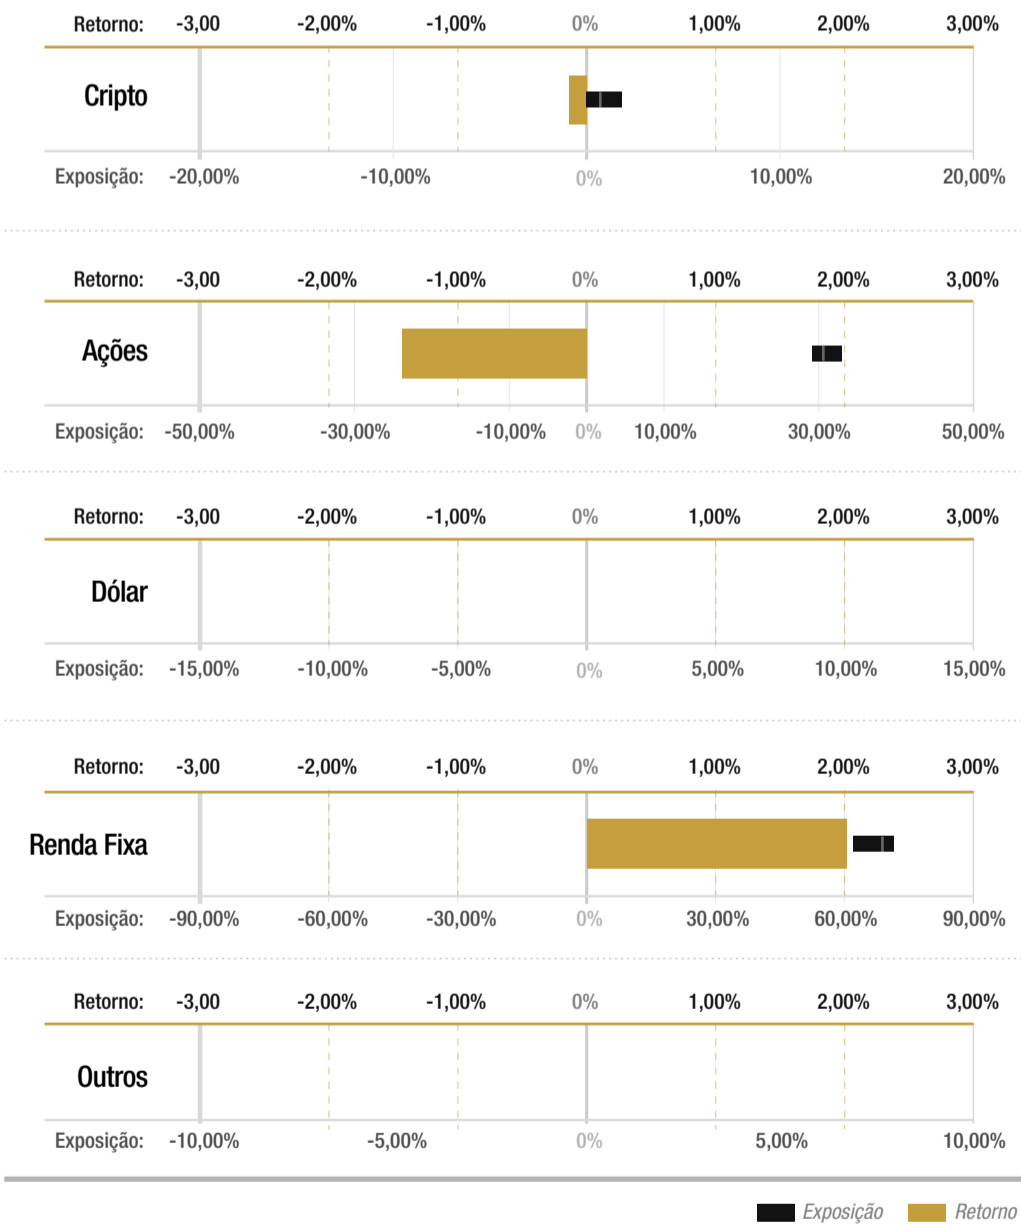 Retorno: -3,00 -2,00% -1,00% 0% 1,00% 2,00% 3,00%
Cripto
Exposição: -20,00% -10,00% 0% 10,00% 20,00%
Retorno: -3,00 -2,00% -1,00% 0% 1,00% 2,00% 3,00%
Ações
Exposição: -50,00% -30,00% -10,00% 0% 10,00% 30,00% 50,00%
Retorno: -3,00 -2,00% -1,00% 0% 1,00% 2,00% 3,00%
Dólar
Exposição: -15,00% -10,00% -5,00% 0% 5,00% 10,00% 15,00%
Retorno: -3,00 -2,00% -1,00% 0% 1,00% 2,00% 3,00%
Renda Fixa
Exposição: -90,00% -60,00% -30,00% 0% 30,00% 60,00% 90,00%
Retorno: -3,00 -2,00% -1,00% 0% 1,00% 2,00% 3,00%
Outros
Exposição: -10,00% -5,00% 0% 5,00% 10,00%
Exposição Retorno